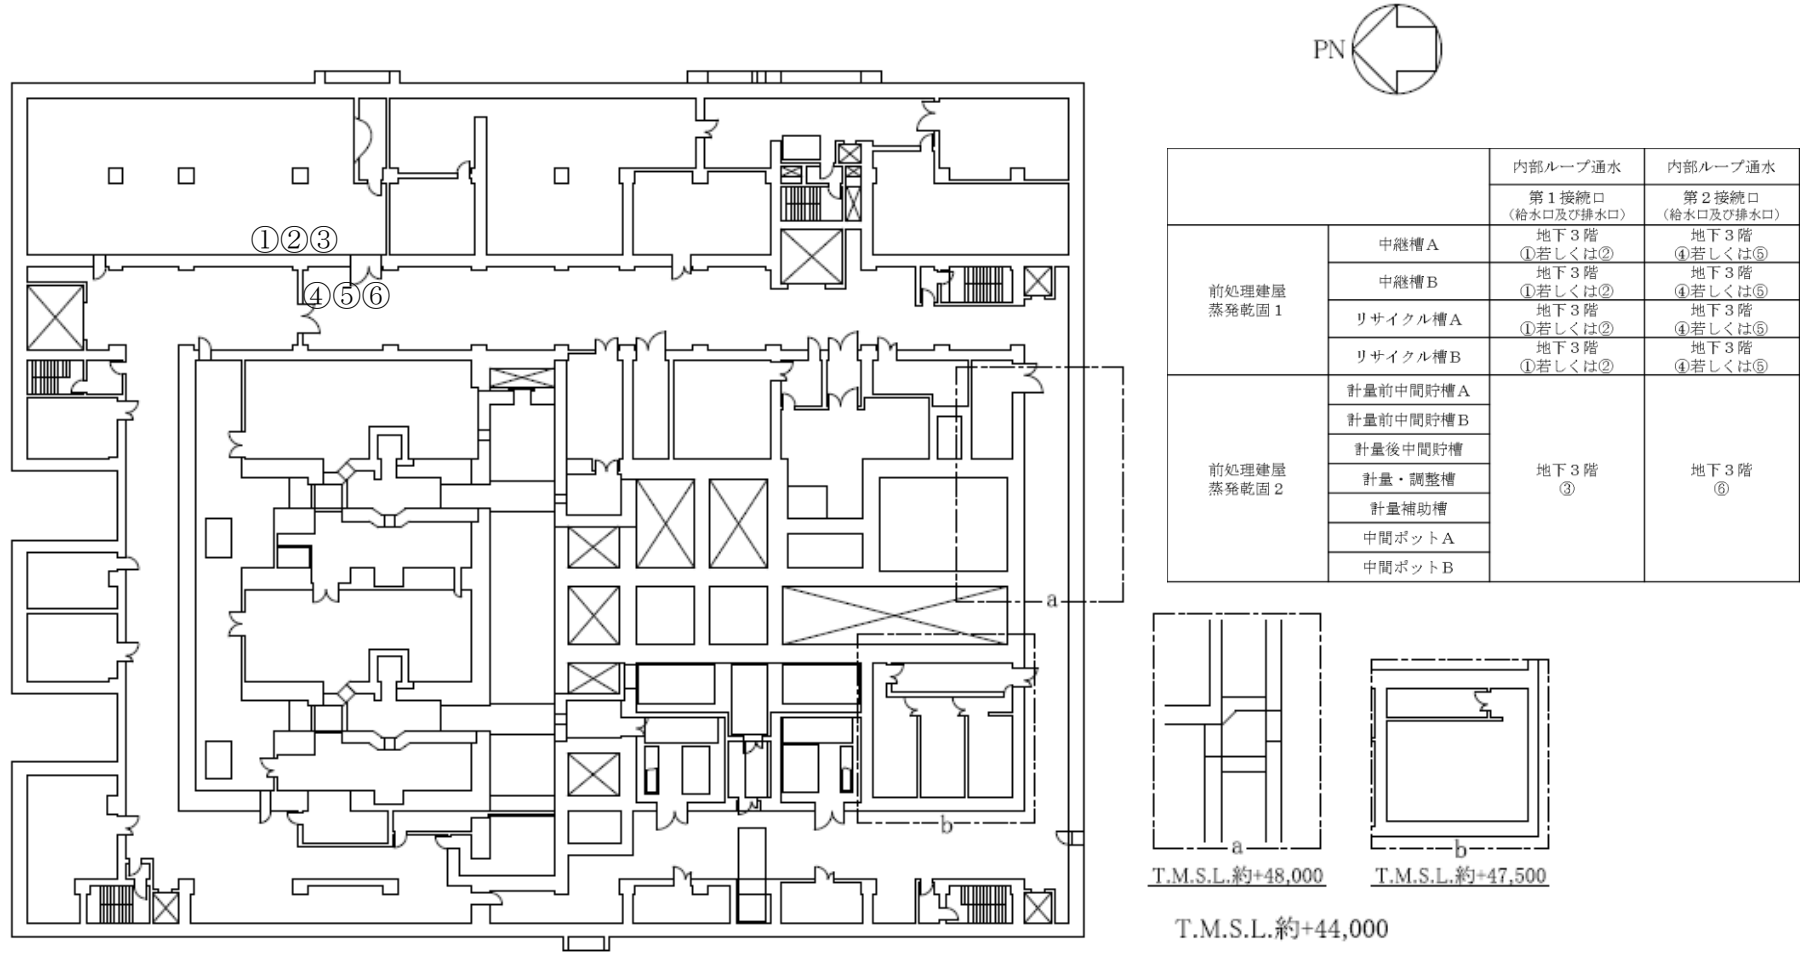 PN
内部ループ通水
内部ループ通水
第1接続口
(給水口及び排水口)
第2接続口
(給水口及び排水口)
前処理建屋
蒸発乾固1
中継槽A
地下3階
①若しくは②
地下3階
④若しくは⑤
中継槽B
地下3階
①若しくは②
地下3階
④若しくは⑤
リサイクル槽A
地下3階
①若しくは②
地下3階
④若しくは⑤
リサイクル槽B
地下3階
①若しくは②
地下3階
④若しくは⑤
前処理建屋
蒸発乾固2
計量前中間貯槽A
計量前中間貯槽B
計量後中間貯槽
計量・調整槽
計量補助槽
中間ポットA
中間ポットB
地下3階
③
地下3階
⑥
①②③
④⑤⑥
a
b
a
T.M.S.L.約+48,000
b
T.M.S.L.約+47,500
T.M.S.L.約+44,000